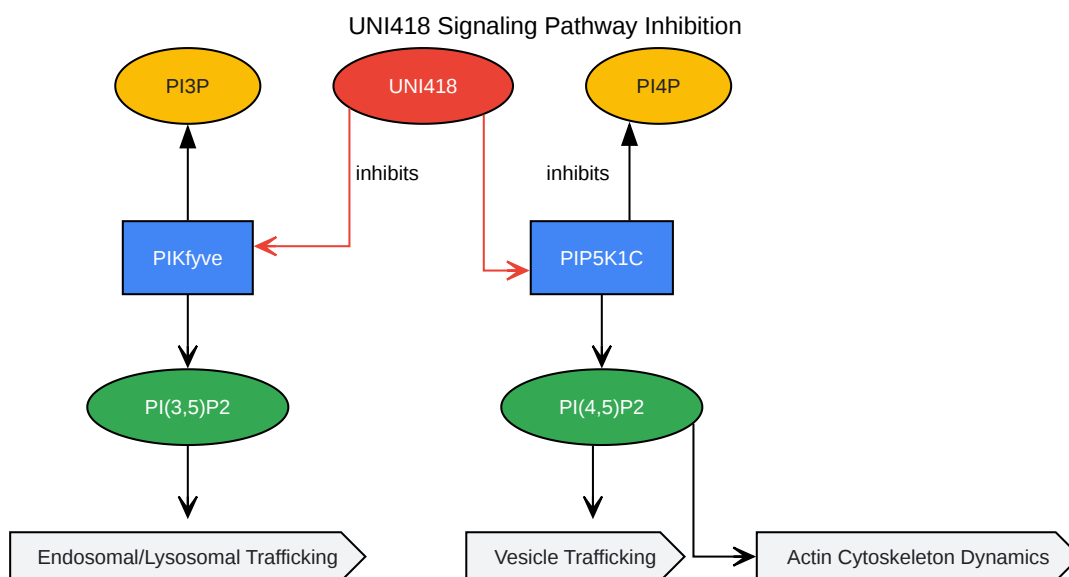 UNI418 Signaling Pathway Inhibition
PI3P
UNI418
PI4P
inhibits
inhibits
PIKfyve
PIP5K1C
PI(3,5)P2
PI(4,5)P2
Endosomal/Lysosomal Trafficking
Vesicle Trafficking
Actin Cytoskeleton Dynamics